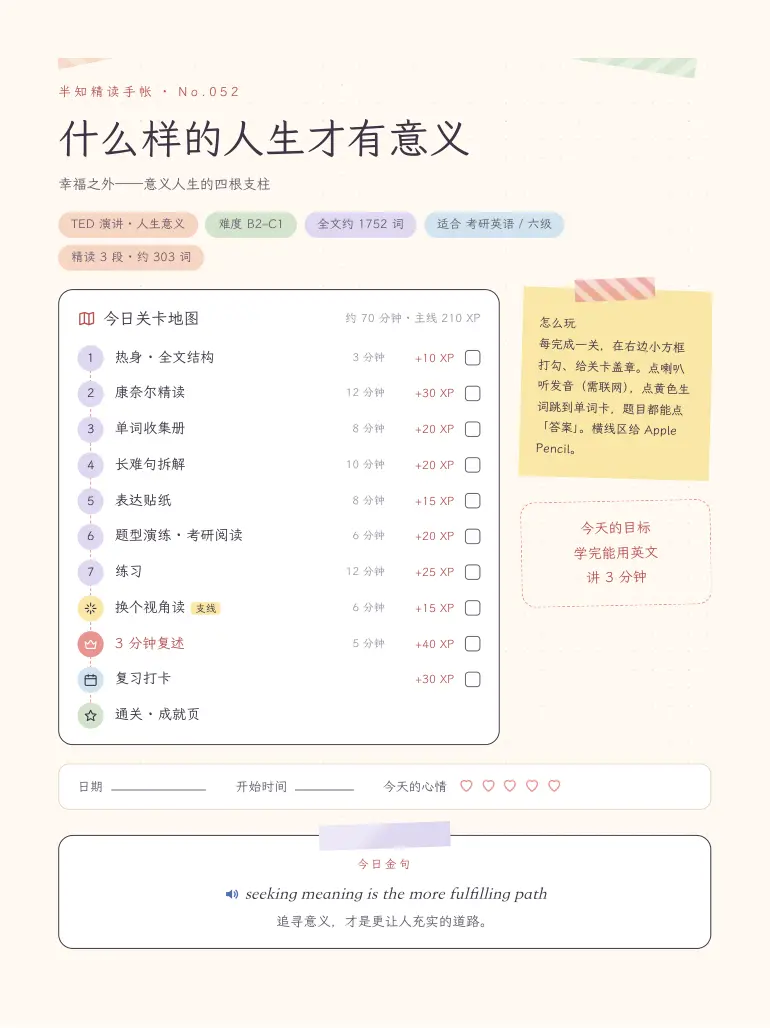 半知精读手帐 · No.052
什么样的人生才有意义
幸福之外——意义人生的四根支柱
TED 演讲 · 人生意义
难度 B2–C1
全文约 1752 词
适合 考研英语 / 六级
精读 3 段 · 约 303 词
今日关卡地图 约 70 分钟 · 主线 210 XP
1 热身 · 全文结构 3 分钟 +10 XP
2 康奈尔精读 12 分钟 +30 XP
3 单词收集册 8 分钟 +20 XP
4 长难句拆解 10 分钟 +20 XP
5 表达贴纸 8 分钟 +15 XP
6 题型演练 · 考研阅读 6 分钟 +20 XP
7 练习 12 分钟 +25 XP
换个视角读 支线 6 分钟 +15 XP
3 分钟复述 5 分钟 +40 XP
复习打卡 +30 XP
通关 · 成就页
怎么玩
每完成一关，在右边小方框
打勾、给关卡盖章。点喇叭
听发音（需联网），点黄色生
词跳到单词卡，题目都能点
「答案」。横线区给 Apple
Pencil。
今天的目标
学完能用英文
讲 3 分钟
日期 开始时间 今天的心情
今日金句
seeking meaning is the more fulfilling path
追寻意义，才是更让人充实的道路。